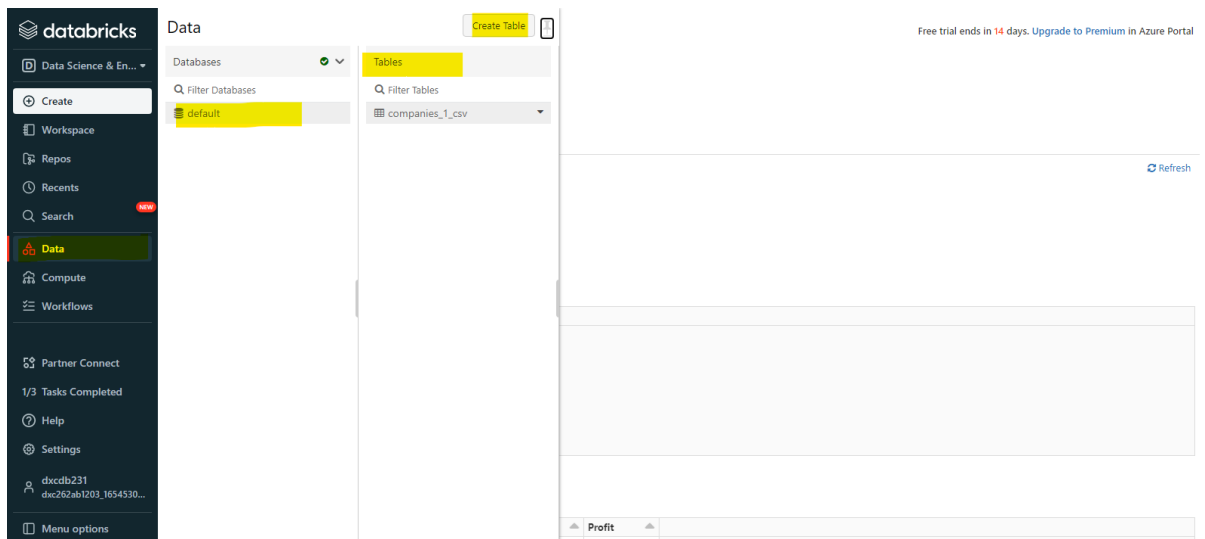 databricks
Data Science & En...
Create
Workspace
Repos
Recents
Search
NEW
Data
Compute
Workflows
Partner Connect
1/3 Tasks Completed
Help
Settings
dxcdb231
dxc262ab1203_1654530...
Menu options
Data
Create Table
Databases
Filter Databases
default
Tables
Filter Tables
companies_1_csv
Free trial ends in 14 days. Upgrade to Premium in Azure Portal
Refresh
Profit